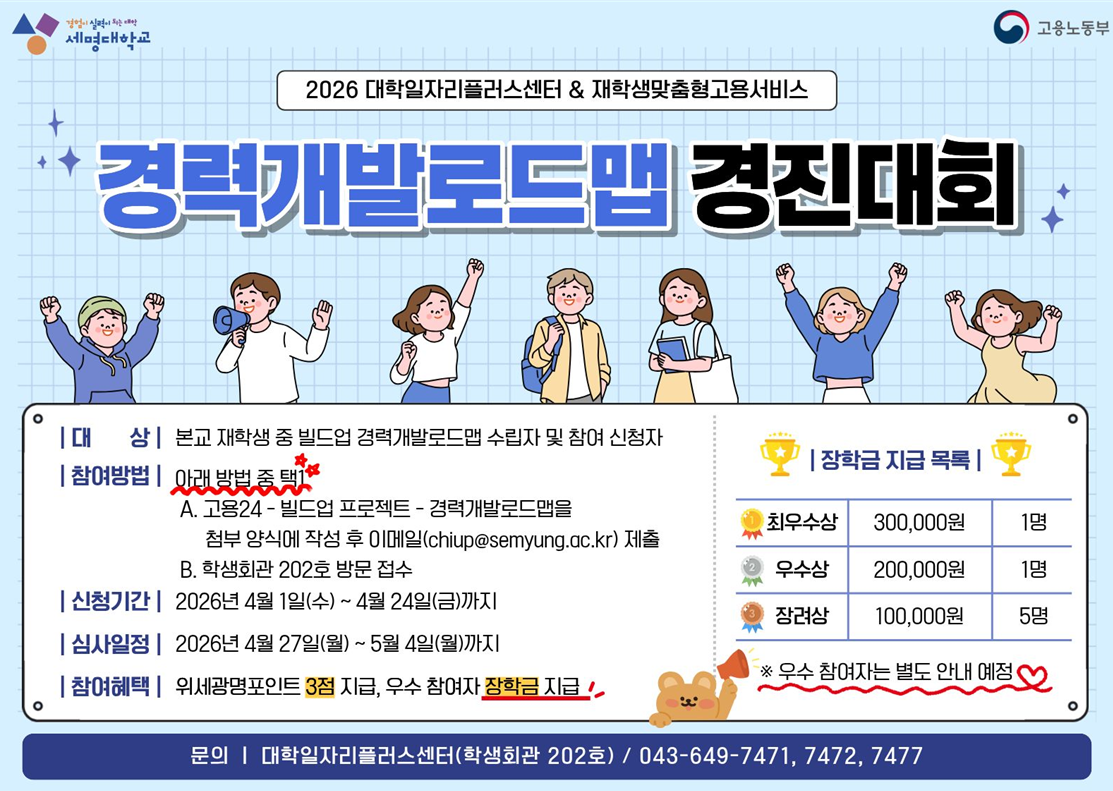 경험이 실력이 되는 대학
세명대학교
고용노동부
2026 대학일자리플러스센터 & 재학생맞춤형고용서비스
경력개발로드맵 경진대회
|대 상| 본교 재학생 중 빌드업 경력개발로드맵 수립자 및 참여 신청자
|참여방법| 아래 방법 중 택1
A. 고용24 - 빌드업 프로젝트 - 경력개발로드맵을
첨부 양식에 작성 후 이메일(chiup@semyung.ac.kr) 제출
B. 학생회관 202호 방문 접수
|신청기간| 2026년 4월 1일(수) ~ 4월 24일(금)까지
|심사일정| 2026년 4월 27일(월) ~ 5월 4일(월)까지
|참여혜택| 위세광명포인트 3점 지급, 우수 참여자 장학금 지급
|장학금 지급 목록|
1 최우수상 300,000원 1명
2 우수상 200,000원 1명
3 장려상 100,000원 5명
※ 우수 참여자는 별도 안내 예정
문의 | 대학일자리플러스센터(학생회관 202호) / 043-649-7471, 7472, 7477